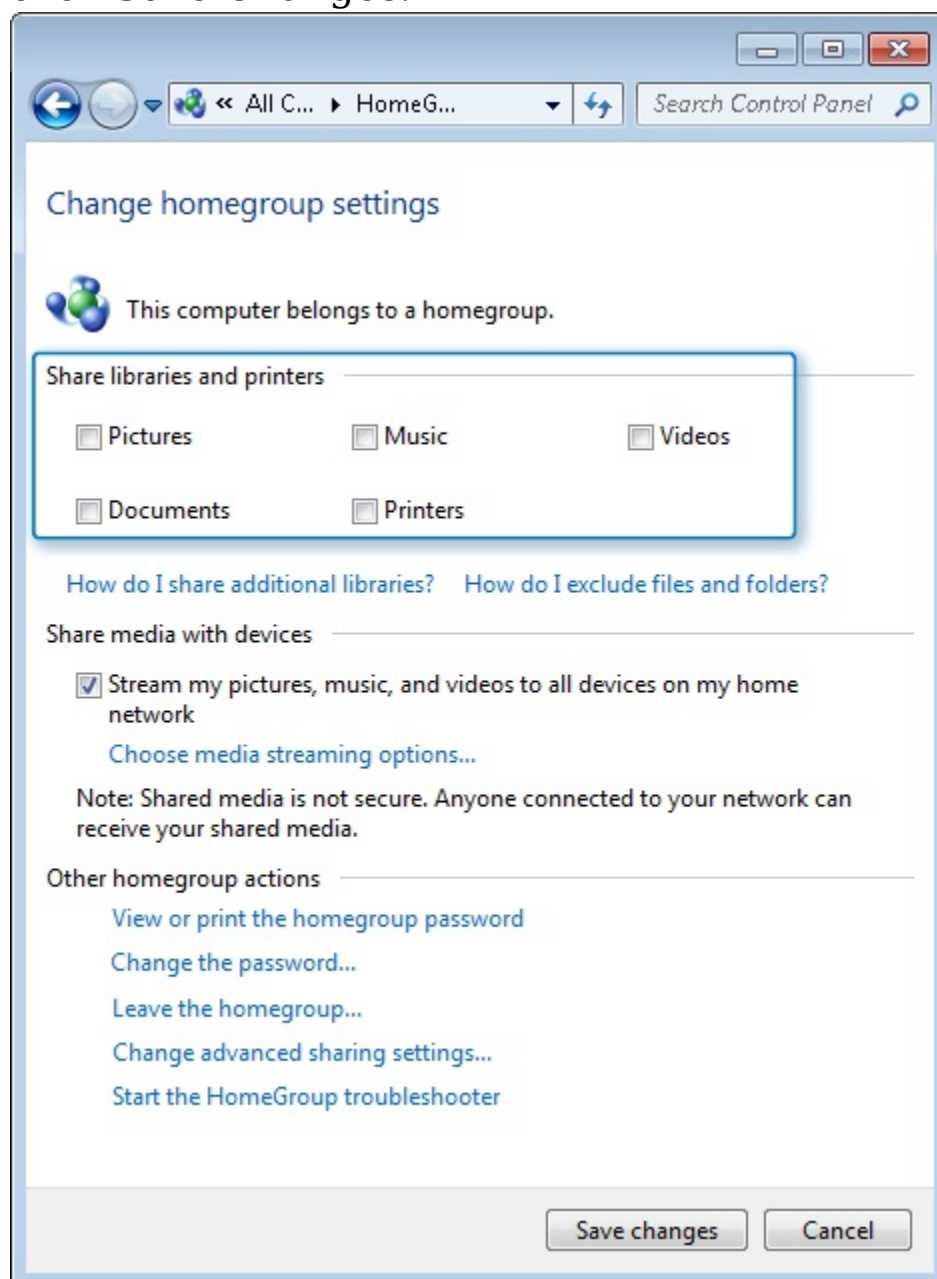 « All C... ▸ HomeG... Search Control Panel
Change homegroup settings
This computer belongs to a homegroup.
Share libraries and printers
Pictures Music Videos
Documents Printers
How do I share additional libraries? How do I exclude files and folders?
Share media with devices
Stream my pictures, music, and videos to all devices on my home
network
Choose media streaming options...
Note: Shared media is not secure. Anyone connected to your network can
receive your shared media.
Other homegroup actions
View or print the homegroup password
Change the password...
Leave the homegroup...
Change advanced sharing settings...
Start the HomeGroup troubleshooter
Save changes Cancel